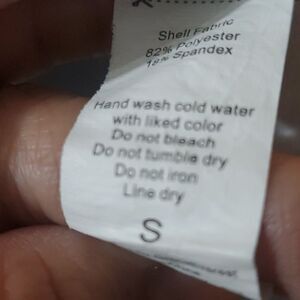 Shell Fabric
82% Polyester
18% Spandex
Hand wash cold water
with liked color
Do not bleach
Do not tumble dry
Do not iron
Line dry
S